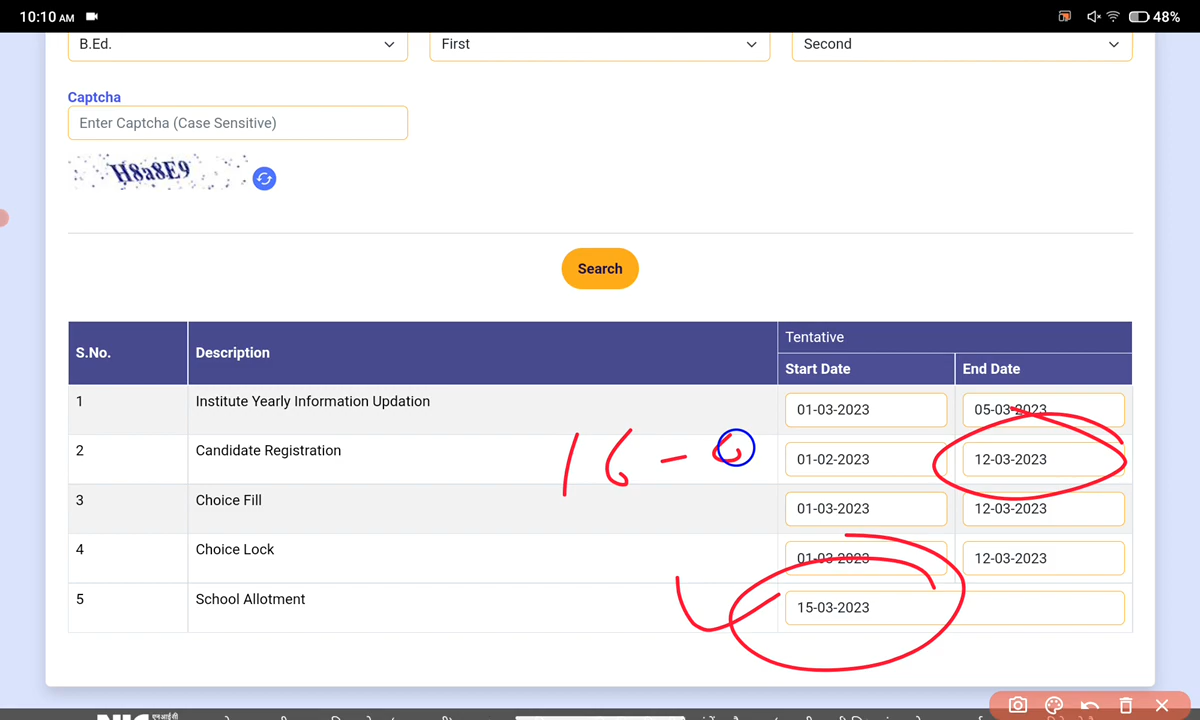 10:10 AM 48%
B.Ed. First Second
Captcha
Enter Captcha (Case Sensitive)
H8a8E9
Search
S.No. Description Tentative
Start Date End Date
1 Institute Yearly Information Updation 01-03-2023 05-03-2023
2 Candidate Registration 01-02-2023 12-03-2023
16 -
3 Choice Fill 01-03-2023 12-03-2023
4 Choice Lock 01-03-2023 12-03-2023
5 School Allotment 15-03-2023
NIC एनआईसी